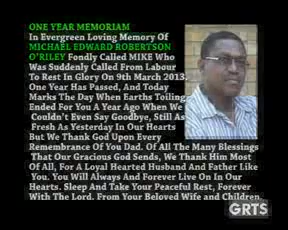 ONE YEAR MEMORIAM
In Evergreen Loving Memory Of
MICHAEL EDWARD ROBERTSON
O'RILEY Fondly Called MIKE Who
Was Suddenly Called From Labour
To Rest In Glory On 9th March 2013.
One Year Has Passed, And Today
Marks The Day When Earths Toiling
Ended For You A Year Ago When We
Couldn't Even Say Goodbye, Still As
Fresh As Yesterday In Our Hearts
But We Thank God Upon Every
Remembrance Of You Dad. Of All The Many Blessings
That Our Gracious God Sends, We Thank Him Most
Of All, For A Loyal Hearted Husband And Father Like
You. You Will Always And Forever Live On In Our
Hearts. Sleep And Take Your Peaceful Rest, Forever
With The Lord. From Your Beloved Wife and Children.
GRTS